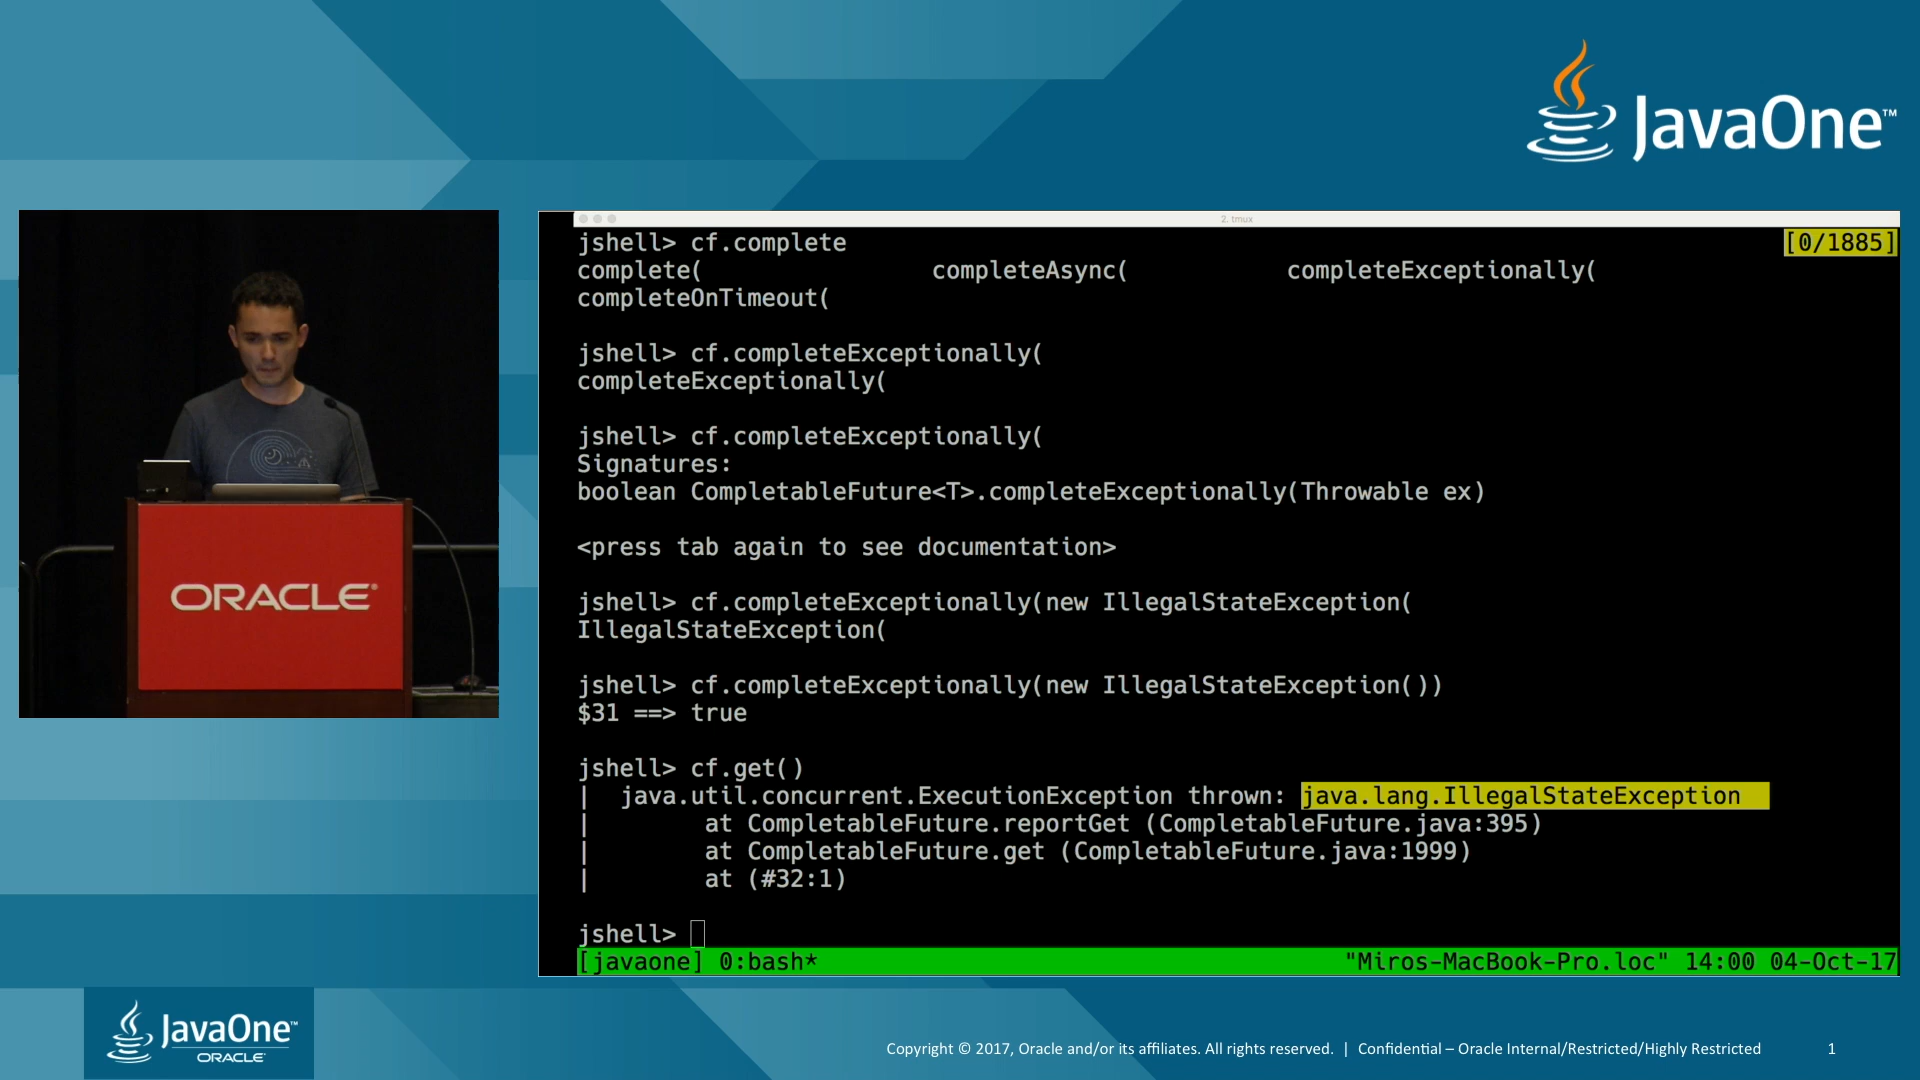 JavaOne™
2. tmux
jshell> cf.complete
[0/1885]
complete( completeAsync( completeExceptionally(
completeOnTimeout(
jshell> cf.completeExceptionally(
completeExceptionally(
jshell> cf.completeExceptionally(
Signatures:
boolean CompletableFuture<T>.completeExceptionally(Throwable ex)
<press tab again to see documentation>
jshell> cf.completeExceptionally(new IllegalStateException(
IllegalStateException(
jshell> cf.completeExceptionally(new IllegalStateException())
$31 ==> true
jshell> cf.get()
| java.util.concurrent.ExecutionException thrown: java.lang.IllegalStateException
| at CompletableFuture.reportGet (CompletableFuture.java:395)
| at CompletableFuture.get (CompletableFuture.java:1999)
| at (#32:1)
jshell>
[javaone] 0:bash* "Miros-MacBook-Pro.loc" 14:00 04-Oct-17
ORACLE®
JavaOne™
ORACLE®
Copyright © 2017, Oracle and/or its affiliates. All rights reserved. | Confidential – Oracle Internal/Restricted/Highly Restricted 1